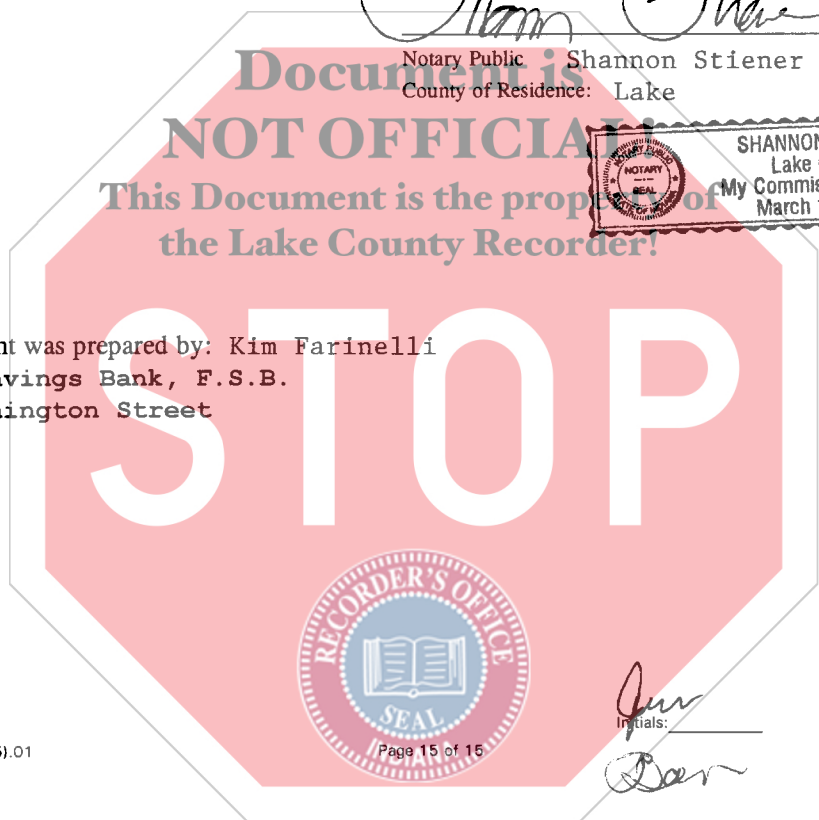 Document is
NOT OFFICIAL!
This Document is the property of
the Lake County Recorder!
Notary Public Shannon Stiener
County of Residence: Lake
NOTARY PUBLIC
NOTARY
SEAL
SHANNON
Lake
My Commis
March
nt was prepared by: Kim Farinelli
vings Bank, F.S.B.
ington Street
STOP
RECORDER'S OFFICE
SEAL
INDIANA
Initials:
).01
Page 15 of 15